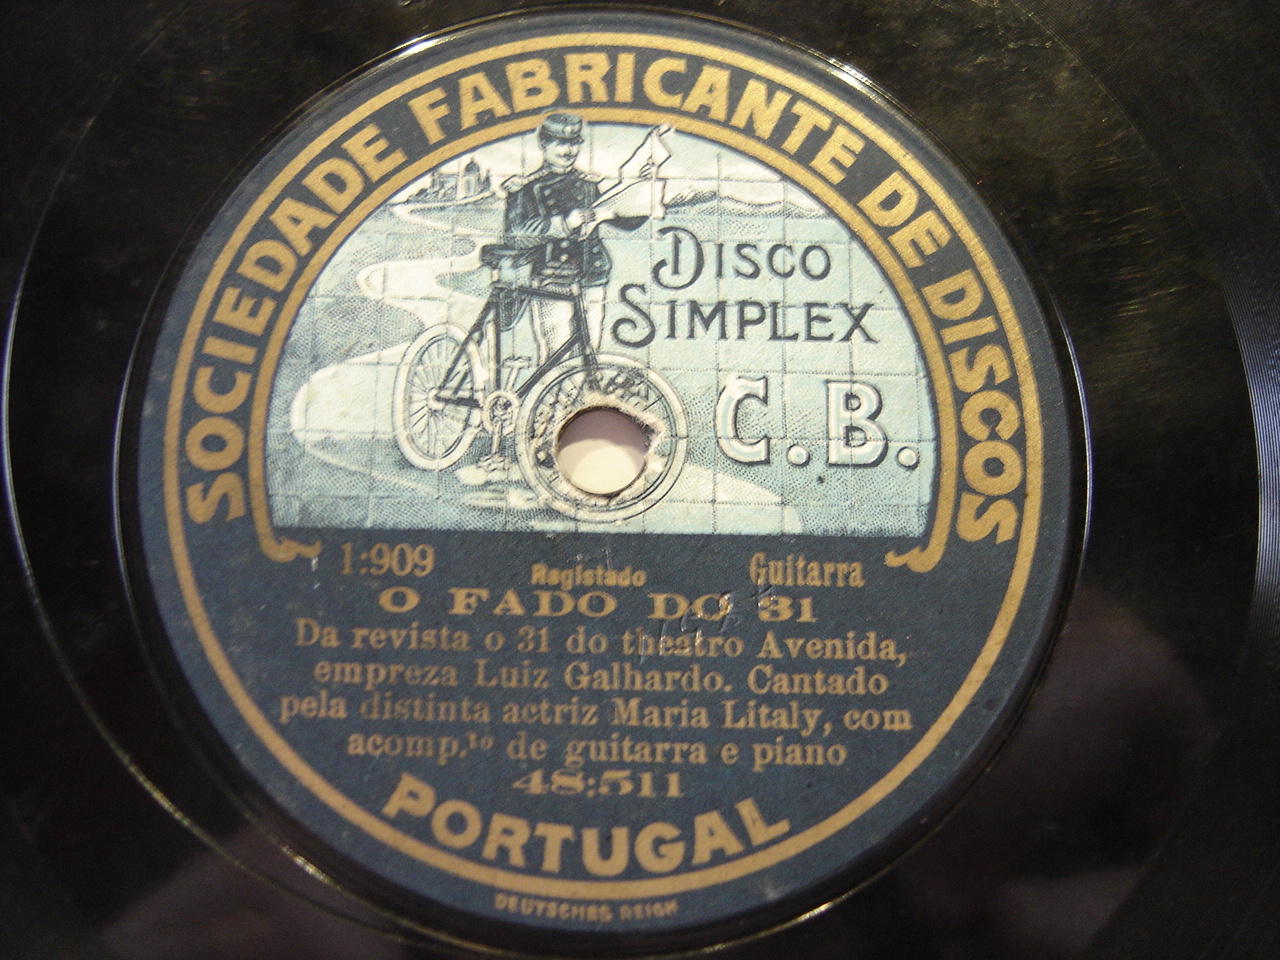 SOCIEDADE FABRICANTE DE DISCOS
DISCO
SIMPLEX
C.B.
1:909 Registado Guitarra
O FADO DO 31
Da revista o 31 do theatro Avenida,
empreza Luiz Galhardo. Cantado
pela distinta actriz Maria Litaly, com
acomp.to de guitarra e piano
48:511
PORTUGAL
DEUTSCHES REICH